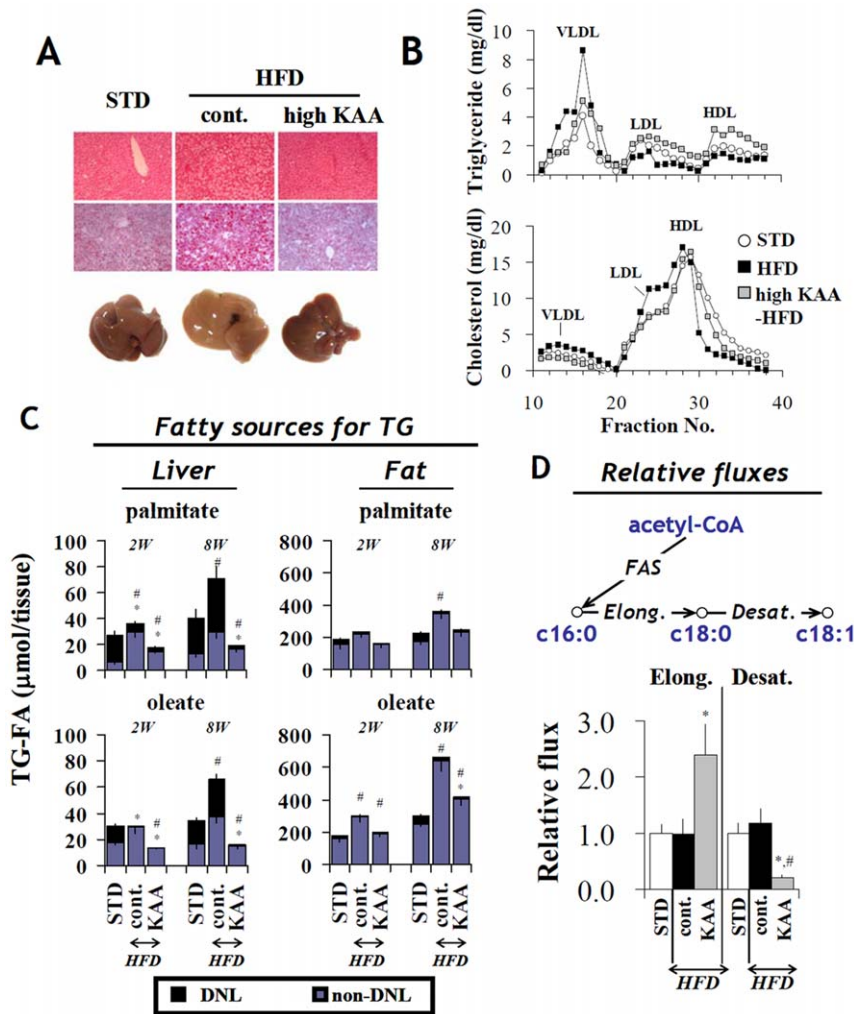 A
STD
HFD
cont.
high KAA
B
Triglyceride (mg/dl)
10
8
6
4
2
0
VLDL
LDL
HDL
Cholesterol (mg/dl)
20
15
10
5
0
VLDL
LDL
HDL
STD
HFD
high KAA
-HFD
10
20
30
40
Fraction No.
C
Fatty sources for TG
Liver
Fat
palmitate
palmitate
TG-FA (μmol/tissue)
100
80
60
40
20
0
2W
8W
#
*
#
*
#
#
*
800
600
400
200
0
2W
8W
#
oleate
oleate
100
80
60
40
20
0
2W
8W
*
#
*
#
#
*
800
600
400
200
0
2W
8W
#
#
#
#
*
STD
cont.
KAA
STD
cont.
KAA
HFD
HFD
STD
cont.
KAA
STD
cont.
KAA
HFD
HFD
DNL
non-DNL
D
Relative fluxes
acetyl-CoA
FAS
Elong.
Desat.
c16:0
c18:0
c18:1
Elong.
Desat.
Relative flux
3.0
2.0
1.0
0.0
*
*,#
STD
cont.
KAA
STD
cont.
KAA
HFD
HFD